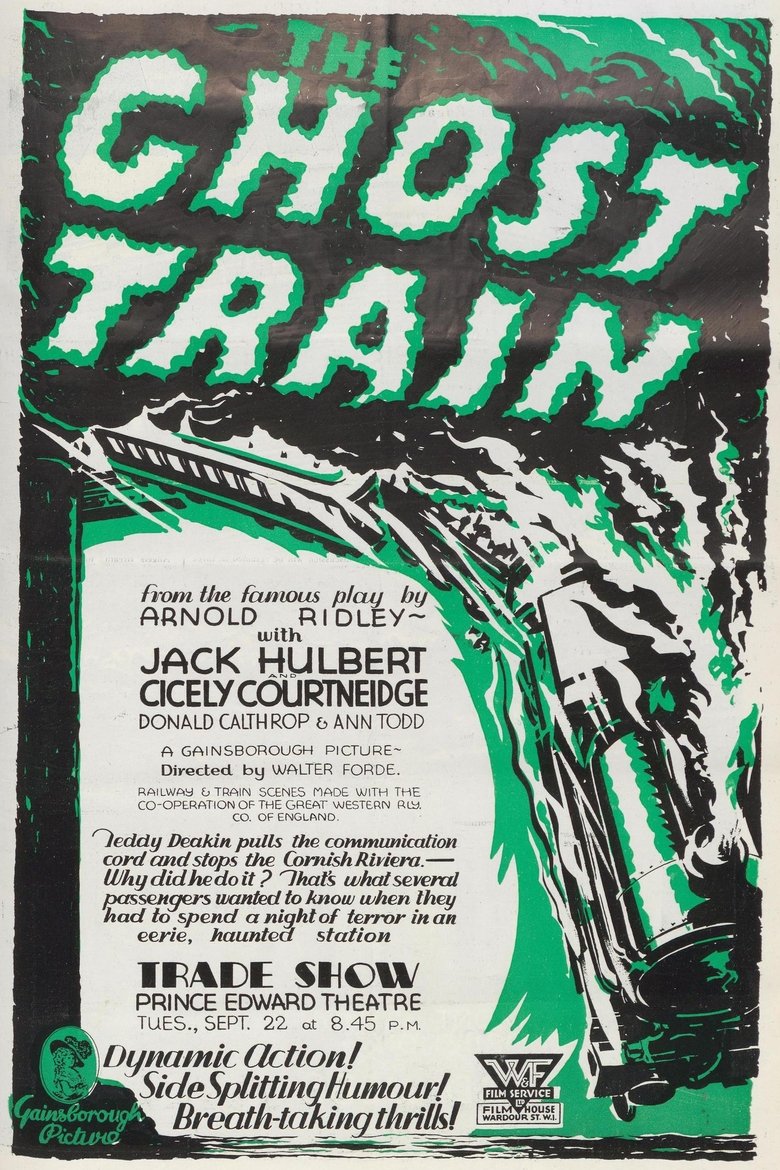 THE
GHOST
TRAIN
from the famous play by
ARNOLD RIDLEY~
with
JACK HULBERT
AND
CICELY COURTNEIDGE
DONALD CALTHROP & ANN TODD
A GAINSBOROUGH PICTURE~
Directed by WALTER FORDE.
RAILWAY & TRAIN SCENES MADE WITH THE
CO-OPERATION OF THE GREAT WESTERN RLY.
CO. OF ENGLAND.
Teddy Deakin pulls the communication
cord and stops the Cornish Riviera.—
Why did he do it? That's what several
passengers wanted to know when they
had to spend a night of terror in an
eerie, haunted station
TRADE SHOW
PRINCE EDWARD THEATRE
TUES., SEPT. 22 at 8.45 P.M.
Dynamic Action!
Side Splitting Humour!
Breath-taking thrills!
Gainsborough
Picture
W&F
FILM SERVICE
LTD
FILM HOUSE
WARDOUR ST. W.1.